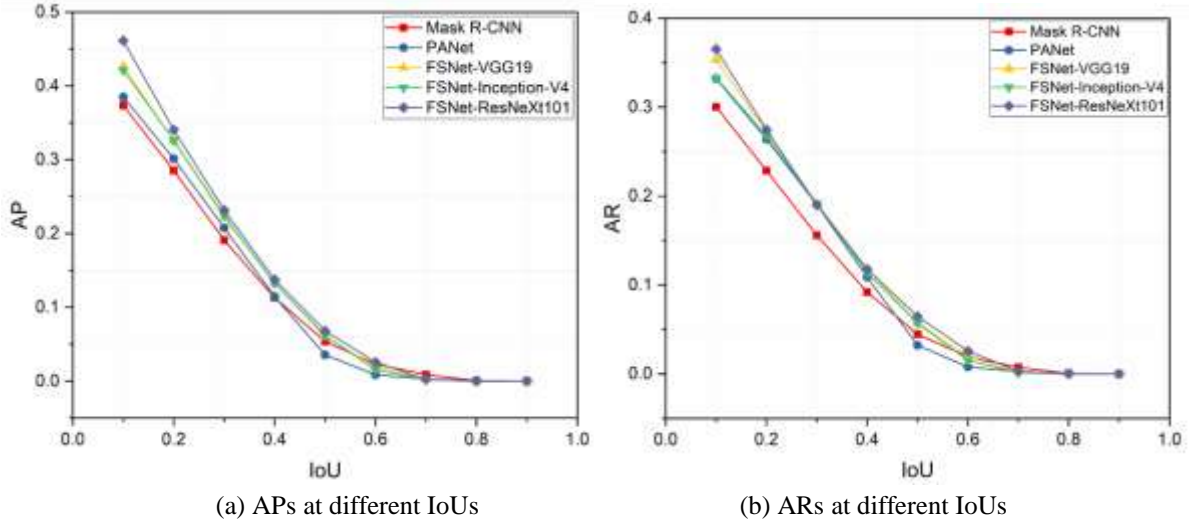 0.5
0.4
0.3
0.2
0.1
0.0
AP
0.0 0.2 0.4 0.6 0.8 1.0
IoU
Mask R-CNN
PANet
FSNet-VGG19
FSNet-Inception-V4
FSNet-ResNeXt101
(a) APs at different IoUs
0.4
0.3
0.2
0.1
0.0
AR
0.0 0.2 0.4 0.6 0.8 1.0
IoU
Mask R-CNN
PANet
FSNet-VGG19
FSNet-Inception-V4
FSNet-ResNeXt101
(b) ARs at different IoUs